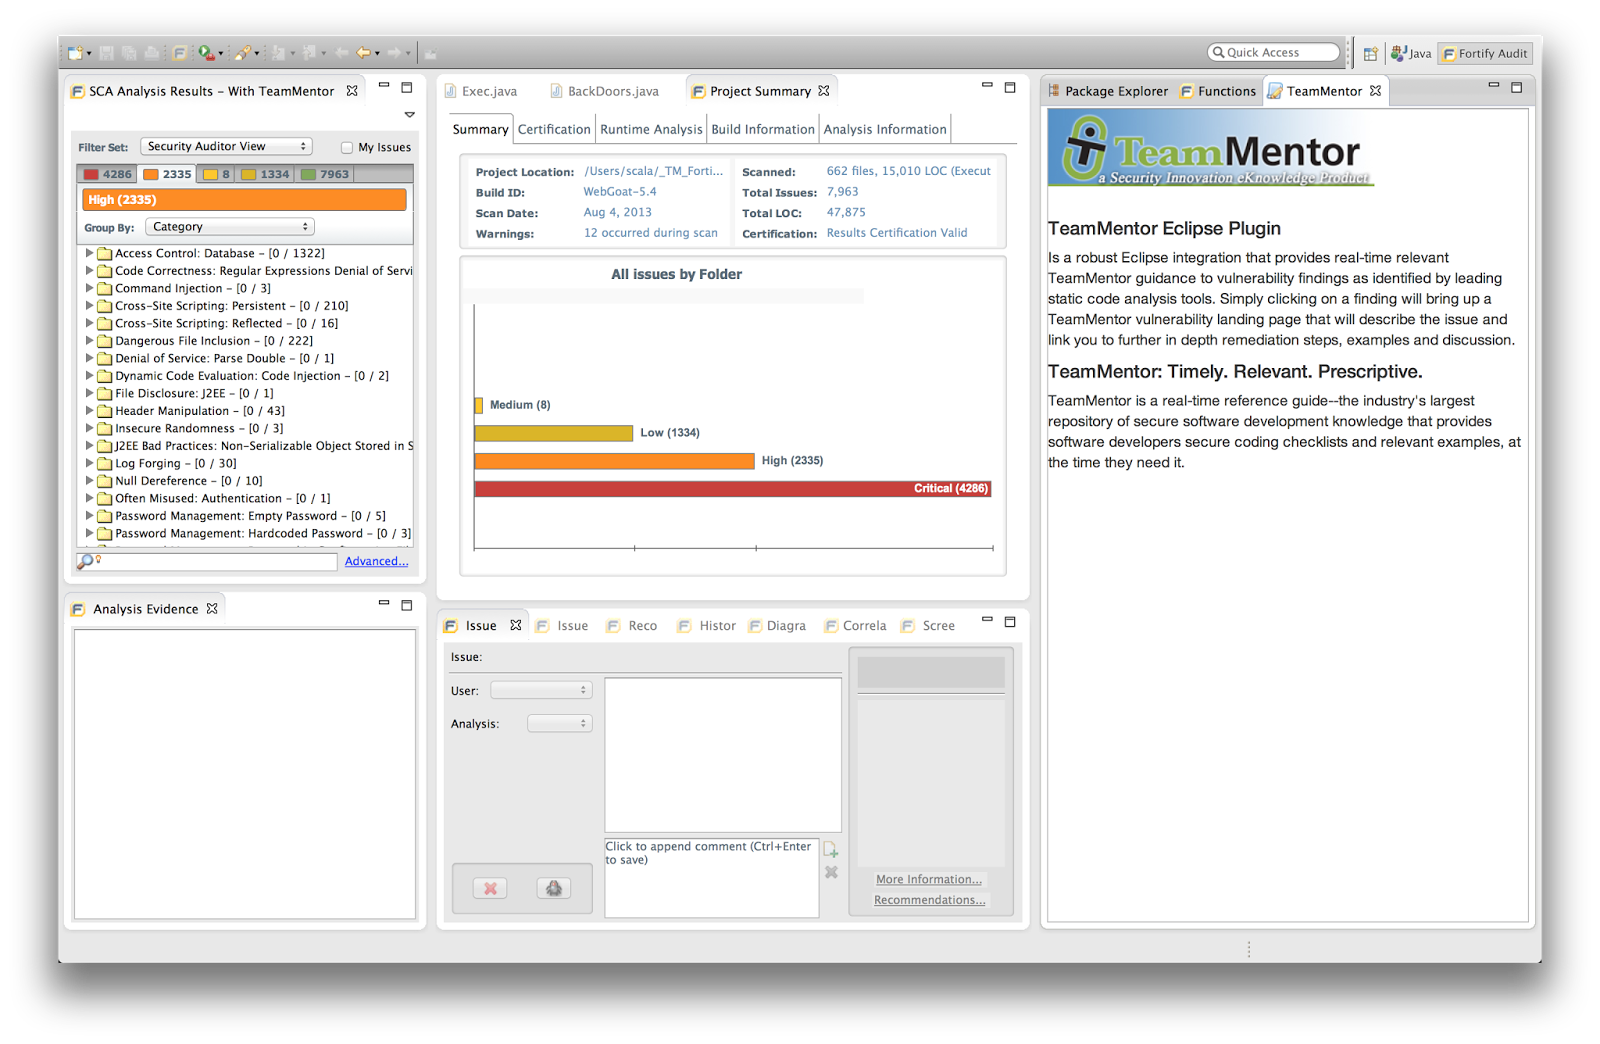 Quick Access
Java
Fortify Audit
SCA Analysis Results – With TeamMentor
Filter Set:
Security Auditor View
My Issues
4286
2335
8
1334
7963
High (2335)
Group By:
Category
Access Control: Database – [0 / 1322]
Code Correctness: Regular Expressions Denial of Servi
Command Injection – [0 / 3]
Cross-Site Scripting: Persistent – [0 / 210]
Cross-Site Scripting: Reflected – [0 / 16]
Dangerous File Inclusion – [0 / 222]
Denial of Service: Parse Double – [0 / 1]
Dynamic Code Evaluation: Code Injection – [0 / 2]
File Disclosure: J2EE – [0 / 1]
Header Manipulation – [0 / 43]
Insecure Randomness – [0 / 3]
J2EE Bad Practices: Non-Serializable Object Stored in S
Log Forging – [0 / 30]
Null Dereference – [0 / 10]
Often Misused: Authentication – [0 / 1]
Password Management: Empty Password – [0 / 5]
Password Management: Hardcoded Password – [0 / 3]
Advanced...
Analysis Evidence
Exec.java
BackDoors.java
Project Summary
Summary
Certification
Runtime Analysis
Build Information
Analysis Information
Project Location: /Users/scala/_TM_Forti...
Build ID: WebGoat-5.4
Scan Date: Aug 4, 2013
Warnings: 12 occurred during scan
Scanned: 662 files, 15,010 LOC (Execut
Total Issues: 7,963
Total LOC: 47,875
Certification: Results Certification Valid
All issues by Folder
Medium (8)
Low (1334)
High (2335)
Critical (4286)
Issue
Issue
Reco
Histor
Diagra
Correla
Scree
Issue:
User:
Analysis:
Click to append comment (Ctrl+Enter
to save)
More Information...
Recommendations...
Package Explorer
Functions
TeamMentor
TeamMentor
a Security Innovation eKnowledge Product
TeamMentor Eclipse Plugin
Is a robust Eclipse integration that provides real-time relevant
TeamMentor guidance to vulnerability findings as identified by leading
static code analysis tools. Simply clicking on a finding will bring up a
TeamMentor vulnerability landing page that will describe the issue and
link you to further in depth remediation steps, examples and discussion.
TeamMentor: Timely. Relevant. Prescriptive.
TeamMentor is a real-time reference guide--the industry's largest
repository of secure software development knowledge that provides
software developers secure coding checklists and relevant examples, at
the time they need it.